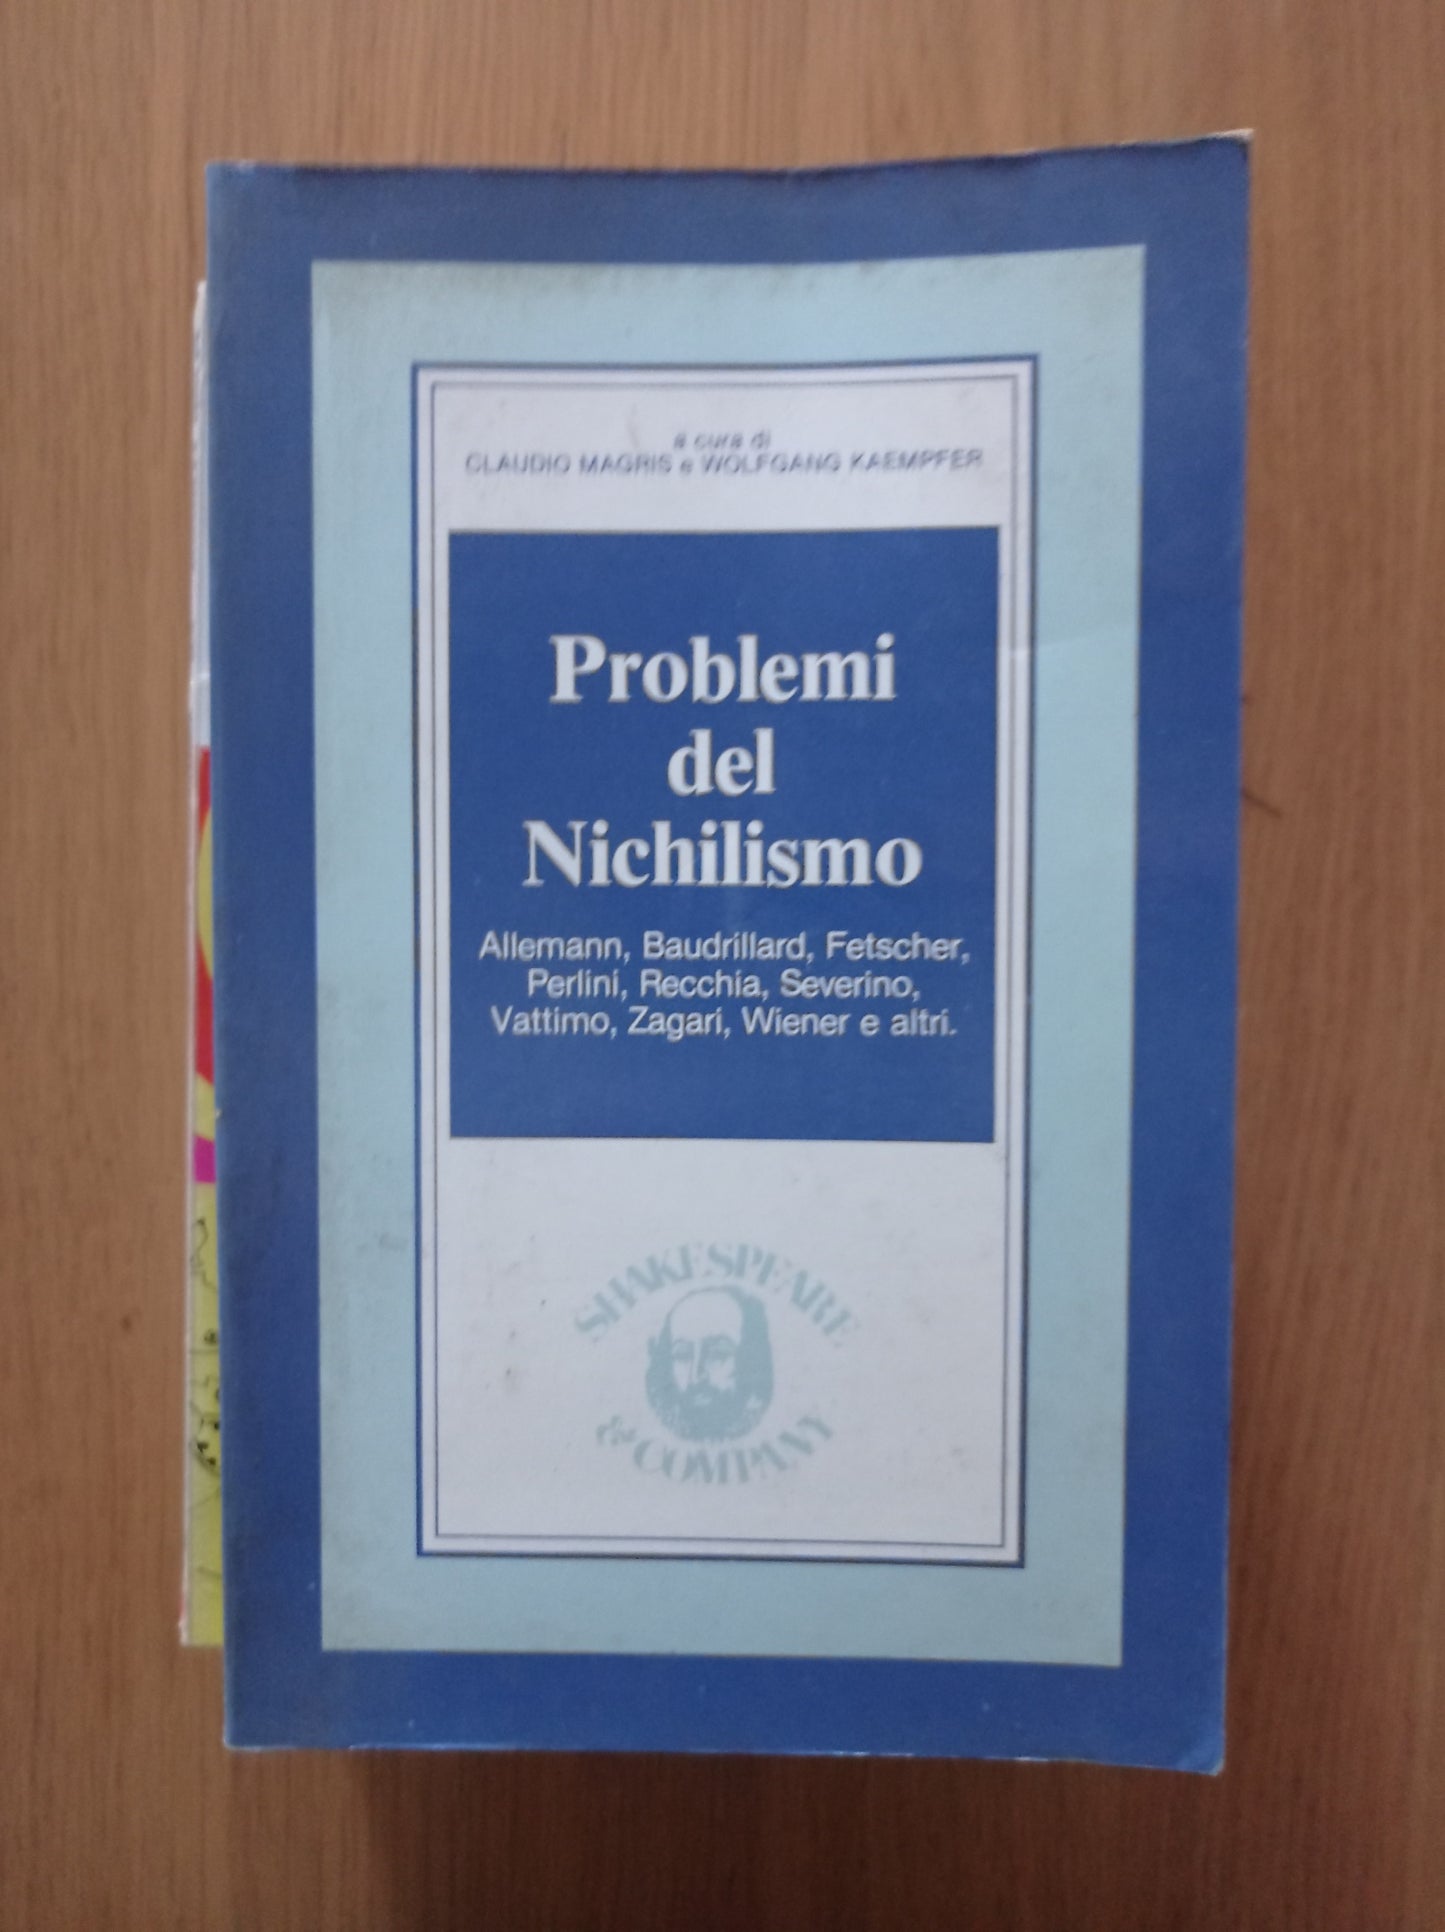 a cura di
CLAUDIO MAGRIS e WOLFGANG KAEMPFER
Problemi
del
Nichilismo
Allemann, Baudrillard, Fetscher,
Perlini, Recchia, Severino,
Vattimo, Zagari, Wiener e altri.
SHAKESPEARE
& COMPANY